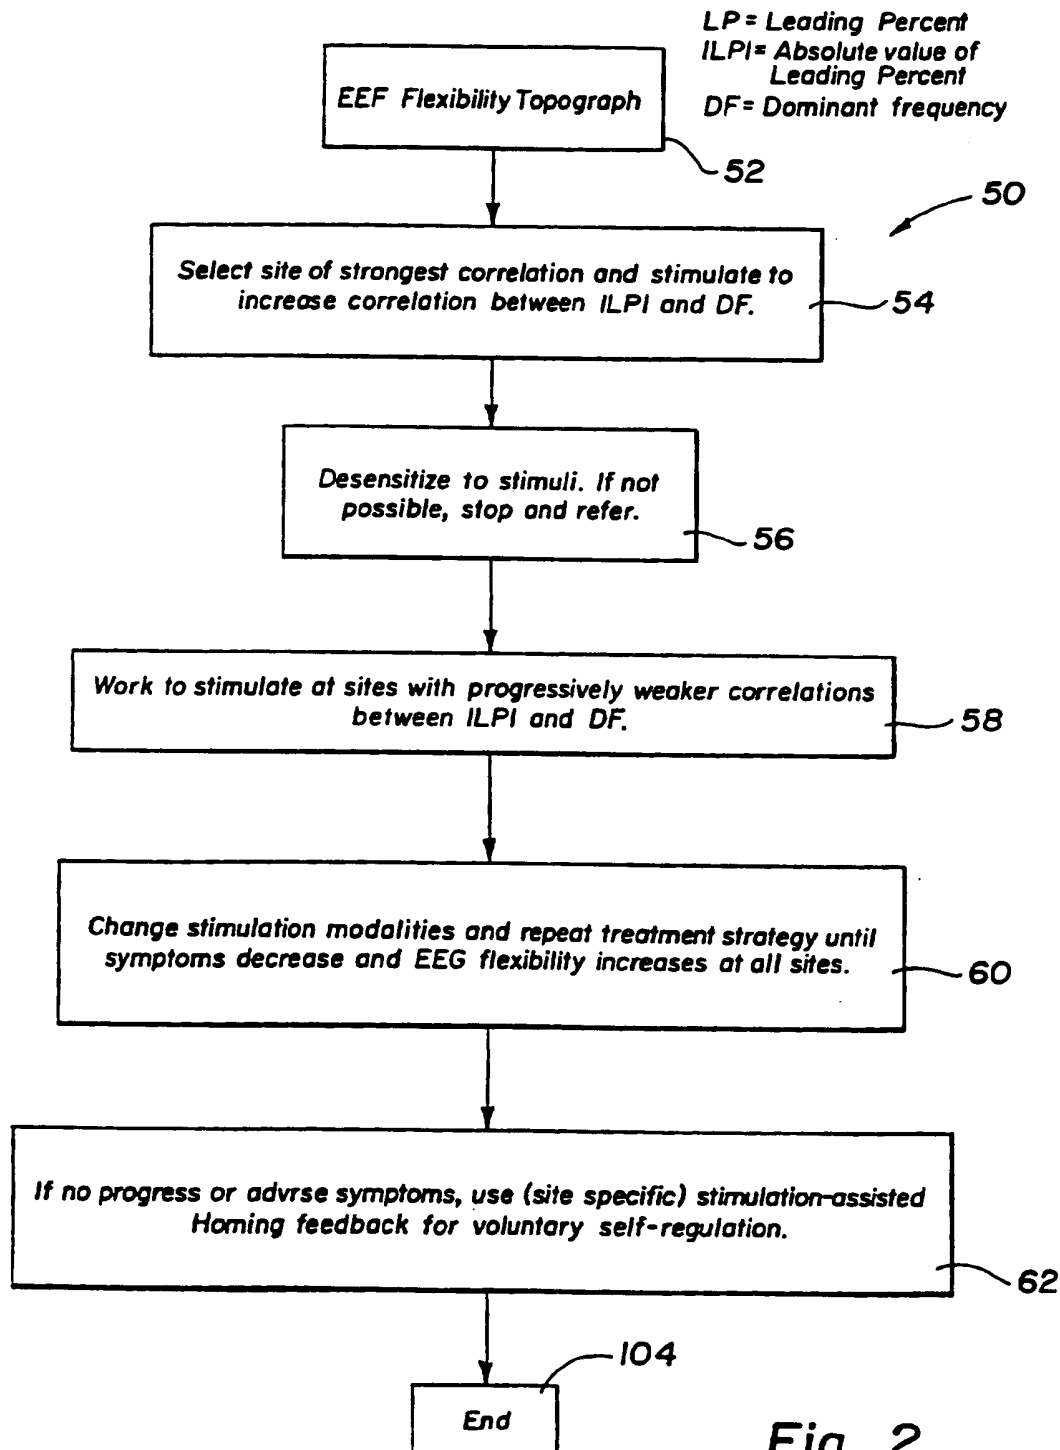 LP = Leading Percent
ILPI = Absolute value of
Leading Percent
DF = Dominant frequency
EEF Flexibility Topograph
52
50
Select site of strongest correlation and stimulate to
increase correlation between ILPI and DF.
54
Desensitize to stimuli. If not
possible, stop and refer.
56
Work to stimulate at sites with progressively weaker correlations
between ILPI and DF.
58
Change stimulation modalities and repeat treatment strategy until
symptoms decrease and EEG flexibility increases at all sites.
60
If no progress or advrse symptoms, use (site specific) stimulation-assisted
Homing feedback for voluntary self-regulation.
62
104
End
Fig. 2